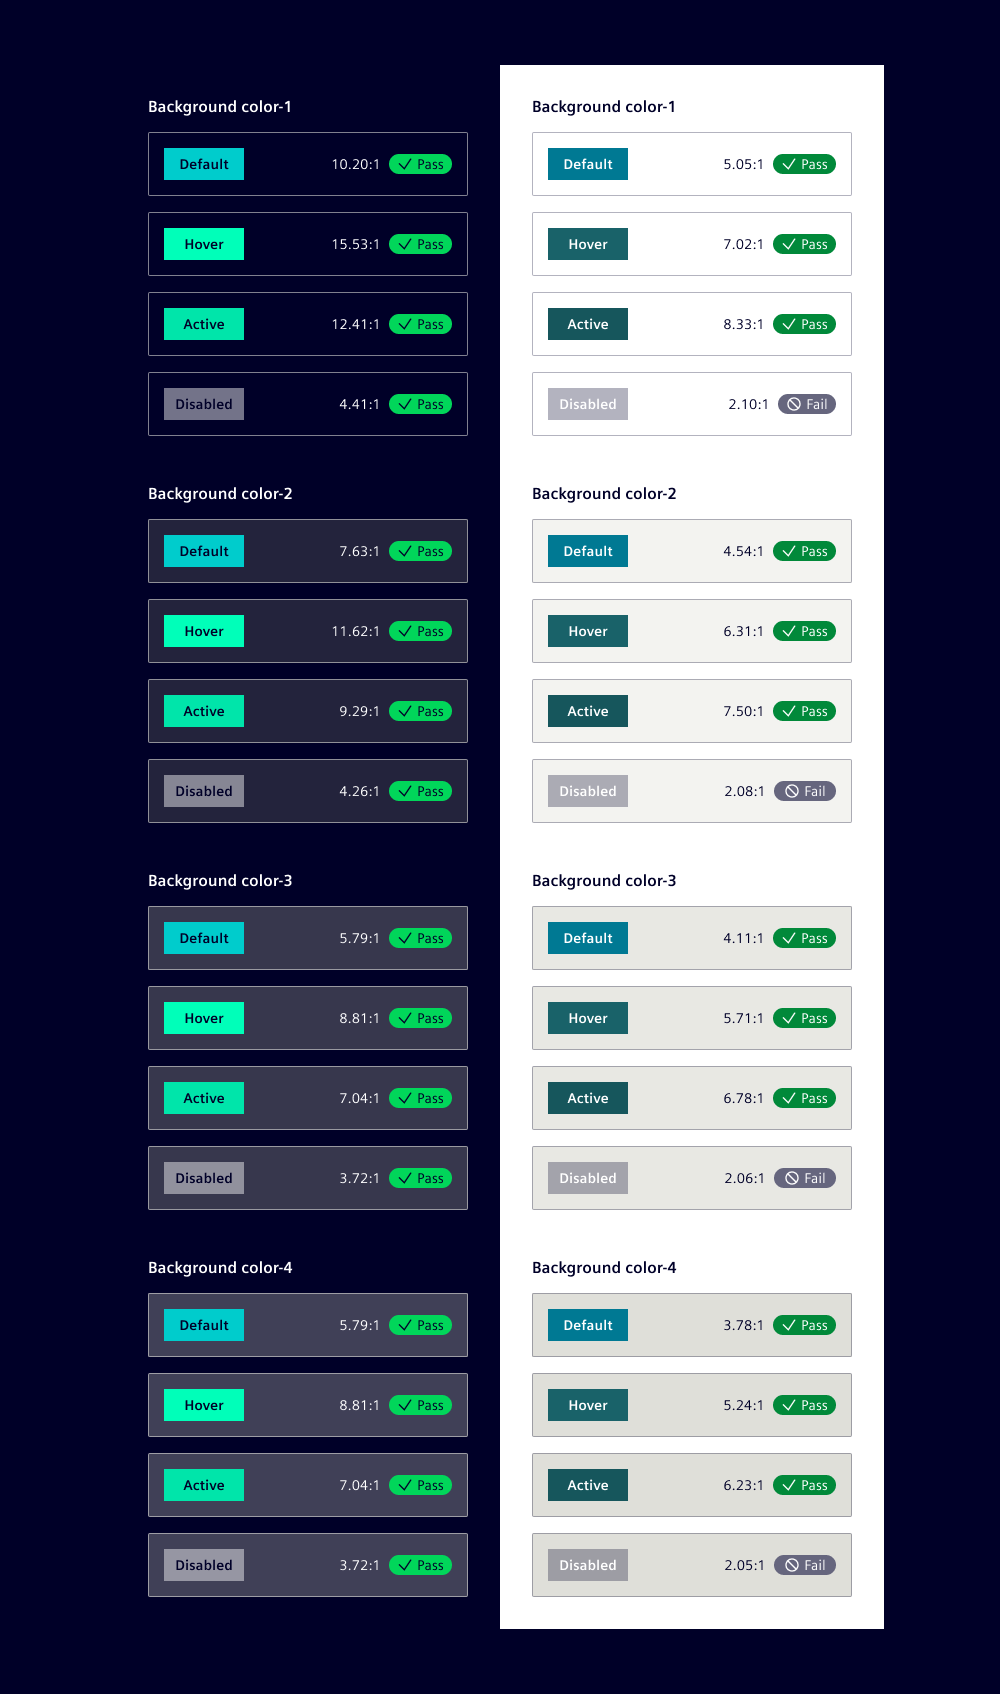 Background color-1
Default 10.20:1 Pass
Hover 15.53:1 Pass
Active 12.41:1 Pass
Disabled 4.41:1 Pass
Background color-2
Default 7.63:1 Pass
Hover 11.62:1 Pass
Active 9.29:1 Pass
Disabled 4.26:1 Pass
Background color-3
Default 5.79:1 Pass
Hover 8.81:1 Pass
Active 7.04:1 Pass
Disabled 3.72:1 Pass
Background color-4
Default 5.79:1 Pass
Hover 8.81:1 Pass
Active 7.04:1 Pass
Disabled 3.72:1 Pass
Background color-1
Default 5.05:1 Pass
Hover 7.02:1 Pass
Active 8.33:1 Pass
Disabled 2.10:1 Fail
Background color-2
Default 4.54:1 Pass
Hover 6.31:1 Pass
Active 7.50:1 Pass
Disabled 2.08:1 Fail
Background color-3
Default 4.11:1 Pass
Hover 5.71:1 Pass
Active 6.78:1 Pass
Disabled 2.06:1 Fail
Background color-4
Default 3.78:1 Pass
Hover 5.24:1 Pass
Active 6.23:1 Pass
Disabled 2.05:1 Fail